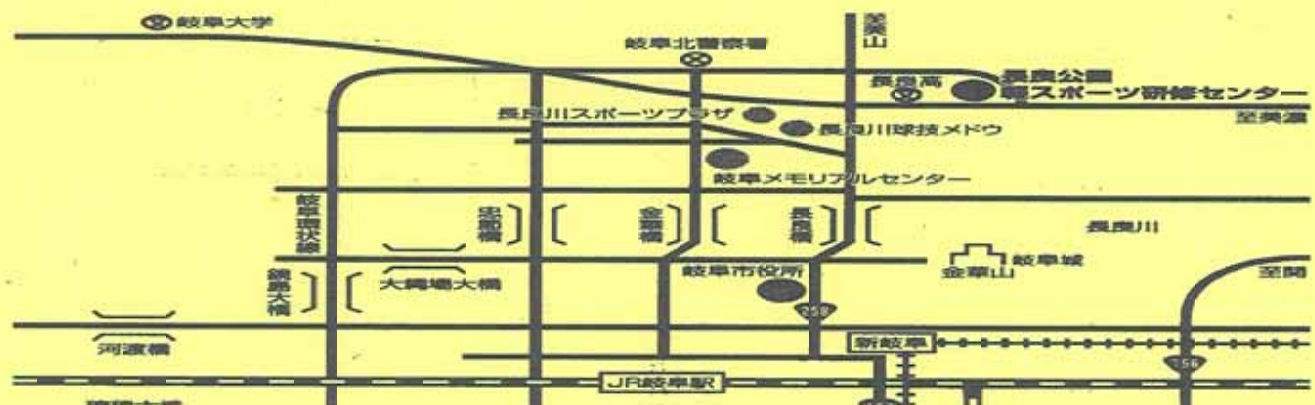 岐阜大学
至美山
岐阜北警察署
長良高
長良公園
軽スポーツ研修センター
至美濃
長良川スポーツプラザ
長良川球技メドウ
岐阜メモリアルセンター
岐阜環状線
忠節橋
金華橋
長良橋
長良川
岐阜城
金華山
岐阜市役所
大縄場大橋
鏡島大橋
至関
258
河渡橋
新岐阜
156
JR岐阜駅